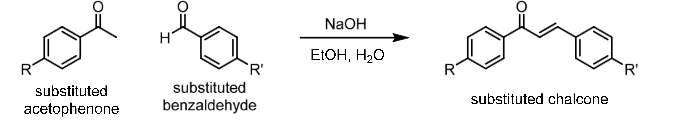 O
O
O
H
NaOH
EtOH, H₂O
R
R'
R
R'
substituted
acetophenone
substituted
benzaldehyde
substituted chalcone